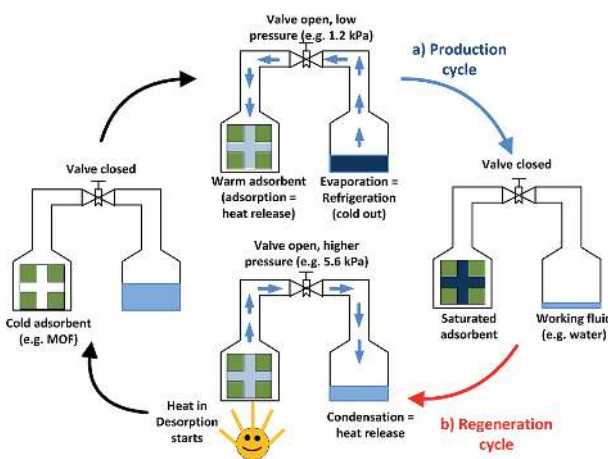 Valve open, low
pressure (e.g. 1.2 kPa)
a) Production
cycle
Warm adsorbent
(adsorption =
heat release)
Evaporation =
Refrigeration
(cold out)
Valve closed
Cold adsorbent
(e.g. MOF)
Valve closed
Saturated
adsorbent
Working fluid
(e.g. water)
Valve open, higher
pressure (e.g. 5.6 kPa)
Heat in
Desorption
starts
Condensation =
heat release
b) Regeneration
cycle